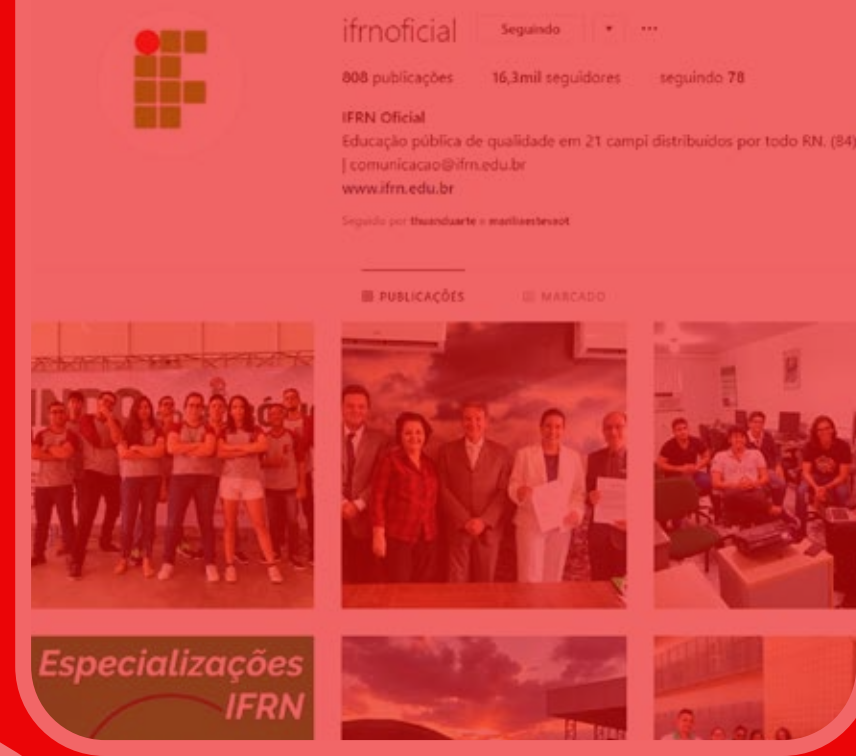 ifrnoficial Seguindo
808 publicações 16,3mil seguidores seguindo 78
IFRN Oficial
Educação pública de qualidade em 21 campi distribuídos por todo RN. (84)
| comunicacao@ifrn.edu.br
www.ifrn.edu.br
Seguido por thuanduarte e
PUBLICAÇÕES MARCADO
Especializações
IFRN